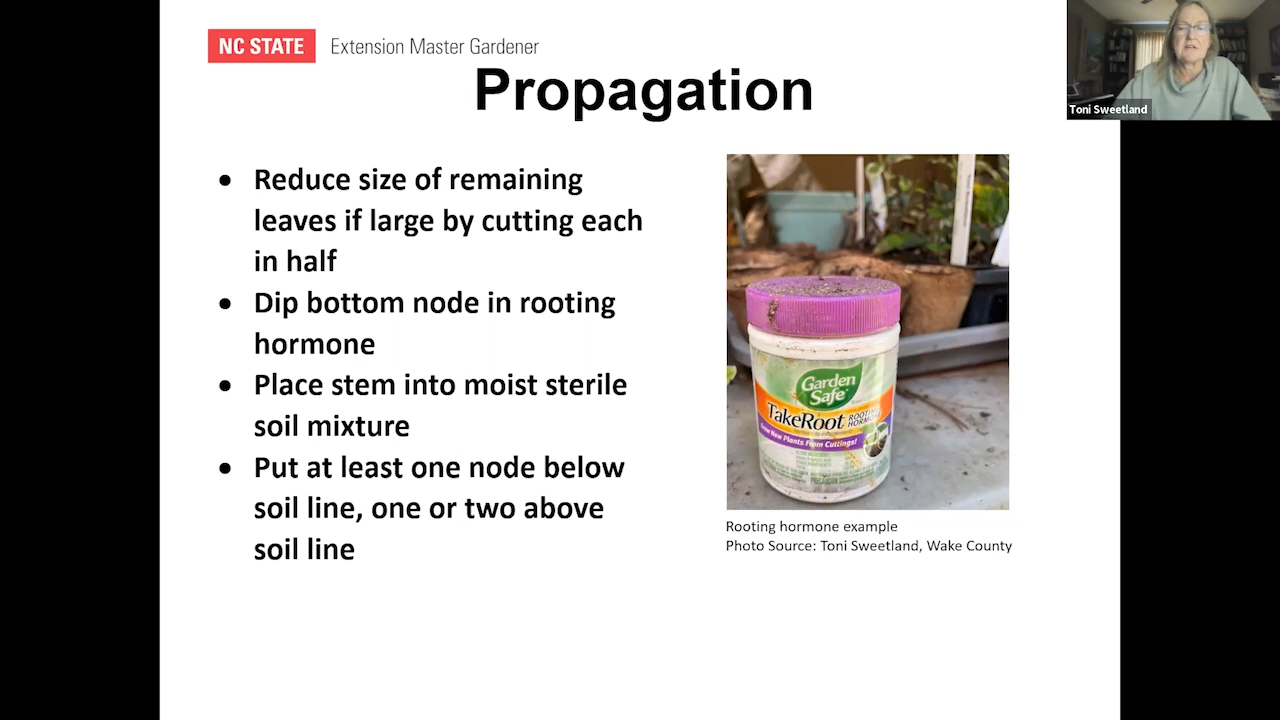 NC STATE Extension Master Gardener
Toni Sweetland
Propagation
• Reduce size of remaining
leaves if large by cutting each
in half
• Dip bottom node in rooting
hormone
• Place stem into moist sterile
soil mixture
• Put at least one node below
soil line, one or two above
soil line
Garden
Safe
TakeRoot ROOTING
HORMONE
Grow New Plants From Cuttings!
Rooting hormone example
Photo Source: Toni Sweetland, Wake County